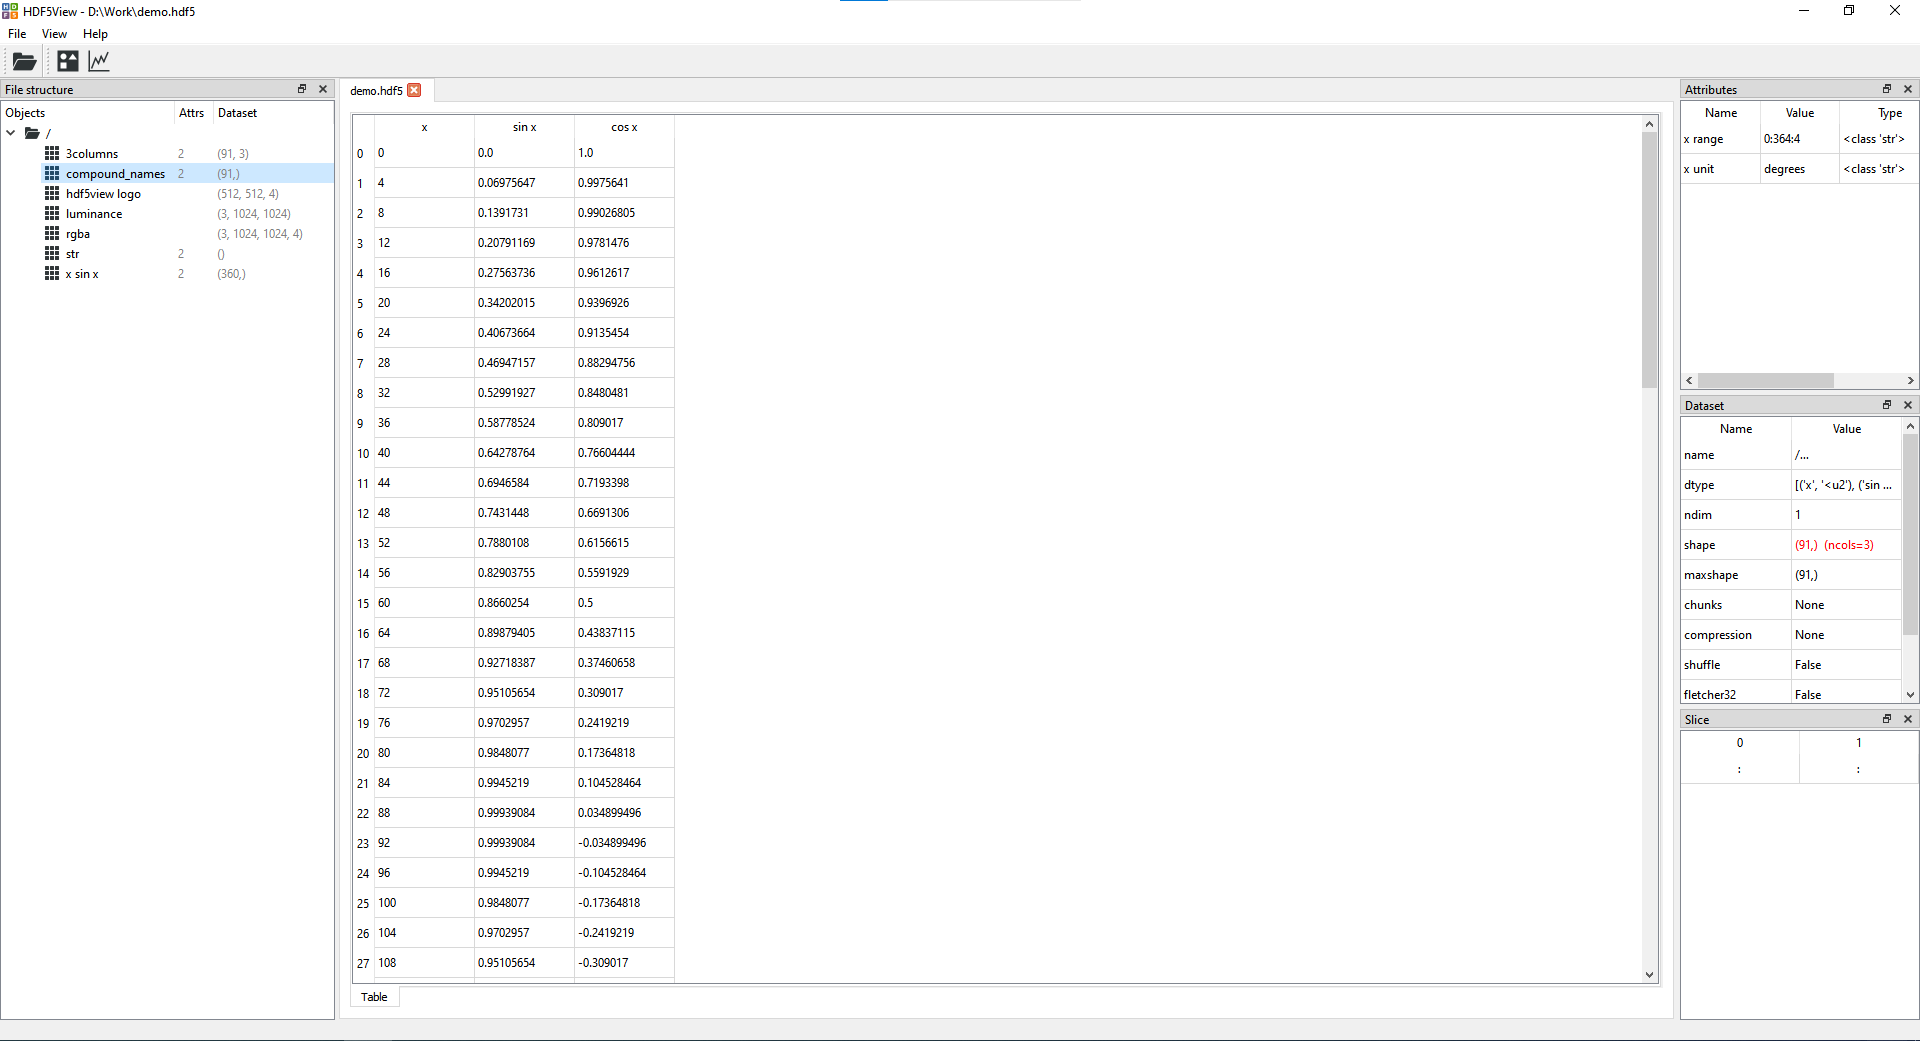 HDF5View - D:\Work\demo.hdf5
File View Help
File structure
Objects Attrs Dataset
/
3columns 2 (91, 3)
compound_names 2 (91,)
hdf5view logo (512, 512, 4)
luminance (3, 1024, 1024)
rgba (3, 1024, 1024, 4)
str 2 ()
x sin x 2 (360,)
demo.hdf5
x sin x cos x
0 0 0.0 1.0
1 4 0.06975647 0.9975641
2 8 0.1391731 0.99026805
3 12 0.20791169 0.9781476
4 16 0.27563736 0.9612617
5 20 0.34202015 0.9396926
6 24 0.40673664 0.9135454
7 28 0.46947157 0.88294756
8 32 0.52991927 0.8480481
9 36 0.58778524 0.809017
10 40 0.64278764 0.76604444
11 44 0.6946584 0.7193398
12 48 0.7431448 0.6691306
13 52 0.7880108 0.6156615
14 56 0.82903755 0.5591929
15 60 0.8660254 0.5
16 64 0.89879405 0.43837115
17 68 0.92718387 0.37460658
18 72 0.95105654 0.309017
19 76 0.9702957 0.2419219
20 80 0.9848077 0.17364818
21 84 0.9945219 0.104528464
22 88 0.99939084 0.034899496
23 92 0.99939084 -0.034899496
24 96 0.9945219 -0.104528464
25 100 0.9848077 -0.17364818
26 104 0.9702957 -0.2419219
27 108 0.95105654 -0.309017
Table
Attributes
Name Value Type
x range 0:364:4 <class 'str'>
x unit degrees <class 'str'>
Dataset
Name Value
name /...
dtype [('x', '<u2'), ('sin ...
ndim 1
shape (91,) (ncols=3)
maxshape (91,)
chunks None
compression None
shuffle False
fletcher32 False
Slice
0 1
: :